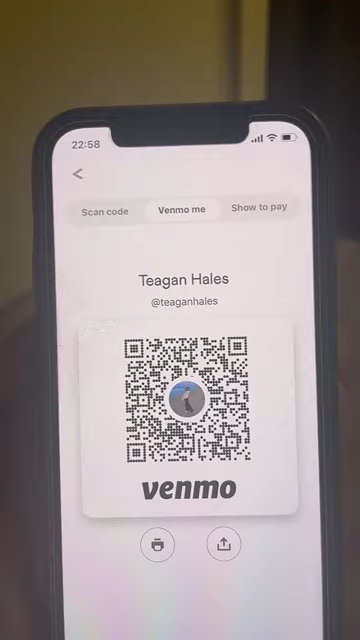 22:58
Scan code
Venmo me
Show to pay
Teagan Hales
@teaganhales
venmo